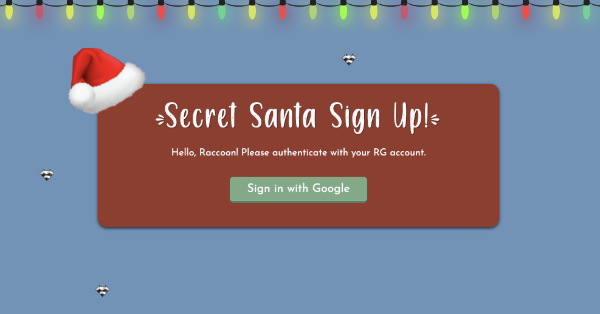 Secret Santa Sign Up!
Hello, Raccoon! Please authenticate with your RG account.
Sign in with Google